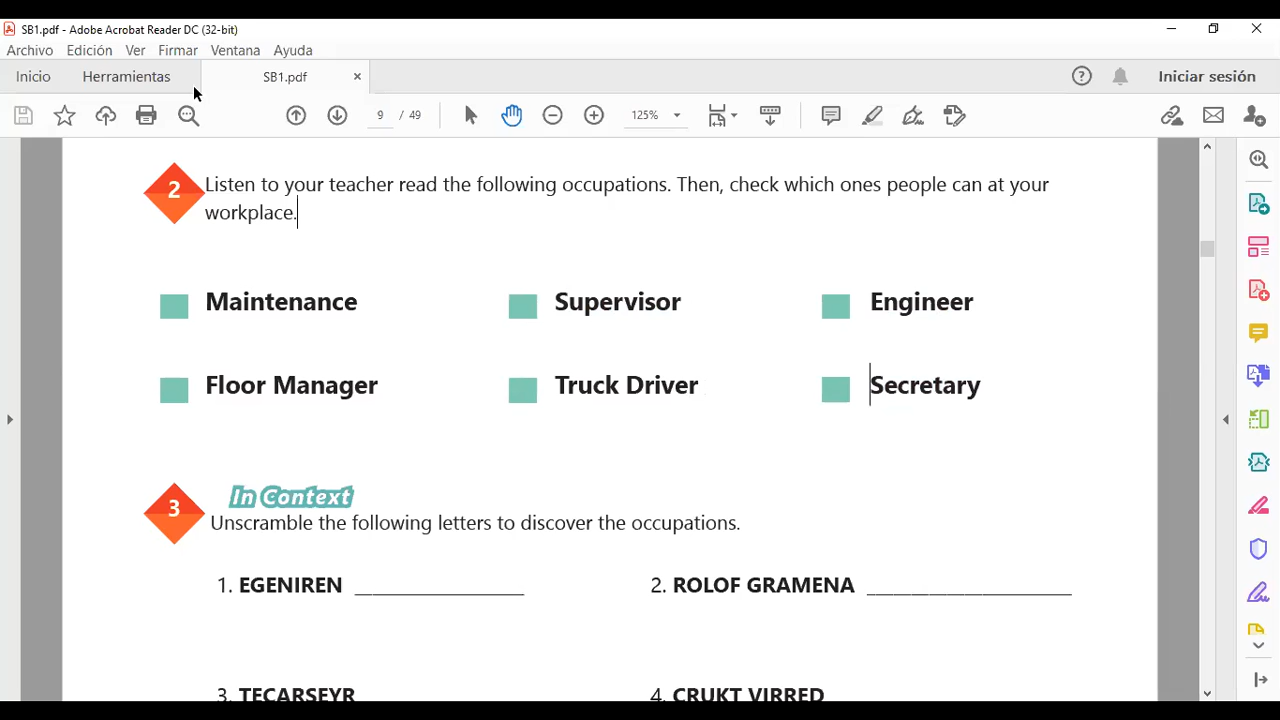 SB1.pdf - Adobe Acrobat Reader DC (32-bit)
Archivo Edición Ver Firmar Ventana Ayuda
Inicio Herramientas SB1.pdf × ? Iniciar sesión
9 / 49 125%
2 Listen to your teacher read the following occupations. Then, check which ones people can at your
workplace.
Maintenance Supervisor Engineer
Floor Manager Truck Driver Secretary
In Context
3 Unscramble the following letters to discover the occupations.
1. EGENIREN _________________ 2. ROLOF GRAMENA _____________________
3. TECARSEYR 4. CRUKT VIRRED